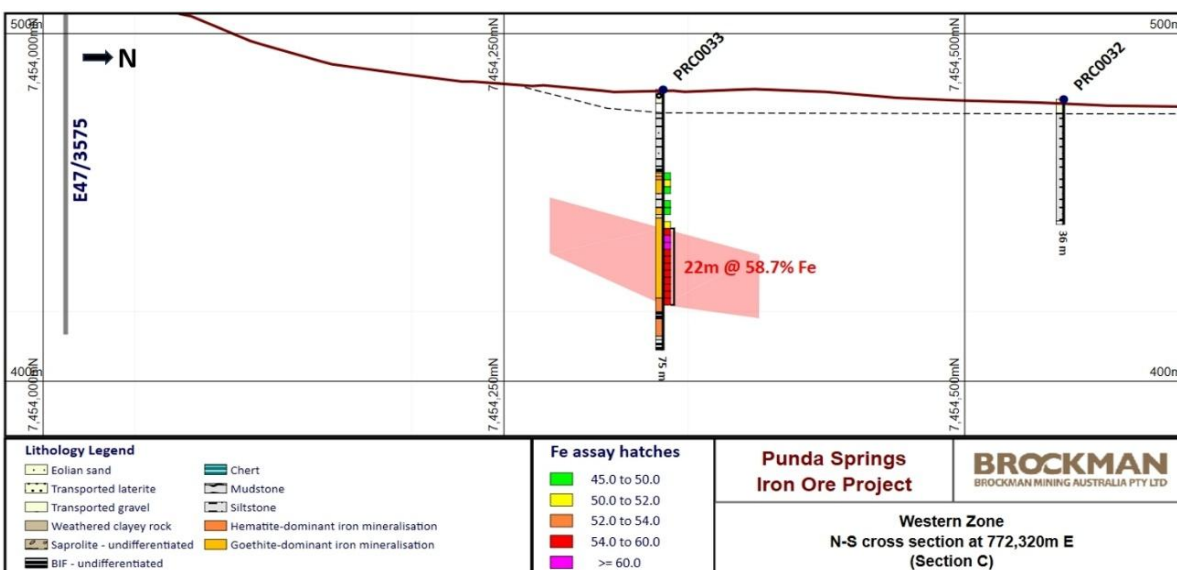 500m
500m
7,454,000mN
7,454,250mN
7,454,500mN
N
E47/3575
PRC0033
PRC0032
36 m
22m @ 58.7% Fe
75 m
400m
400m
7,454,000mN
7,454,250mN
7,454,500mN
Lithology Legend
Eolian sand
Transported laterite
Transported gravel
Weathered clayey rock
Saprolite - undifferentiated
BIF - undifferentiated
Chert
Mudstone
Siltstone
Hematite-dominant iron mineralisation
Goethite-dominant iron mineralisation
Fe assay hatches
45.0 to 50.0
50.0 to 52.0
52.0 to 54.0
54.0 to 60.0
>= 60.0
Punda Springs
Iron Ore Project
BROCKMAN
BROCKMAN MINING AUSTRALIA PTY LTD
Western Zone
N-S cross section at 772,320m E
(Section C)